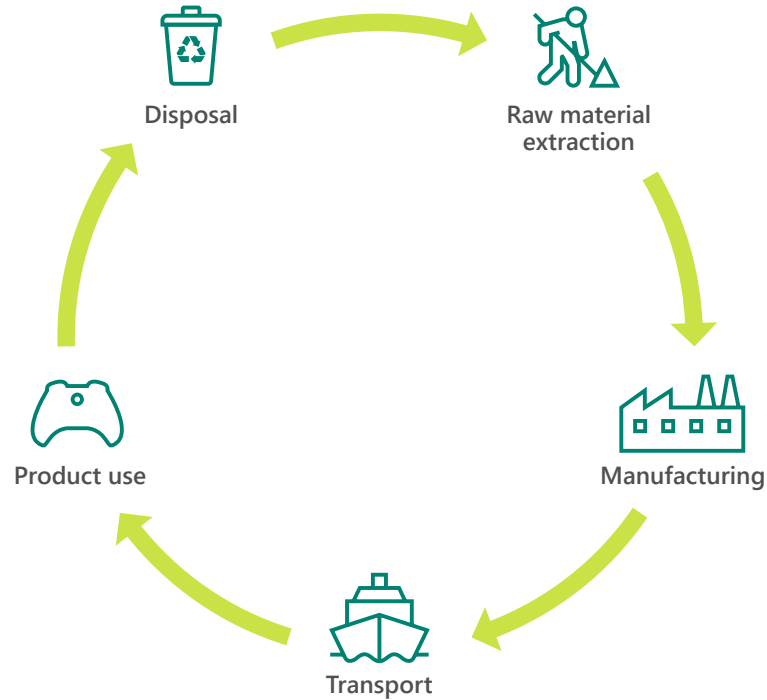 Disposal
Raw material
extraction
Product use
Manufacturing
Transport